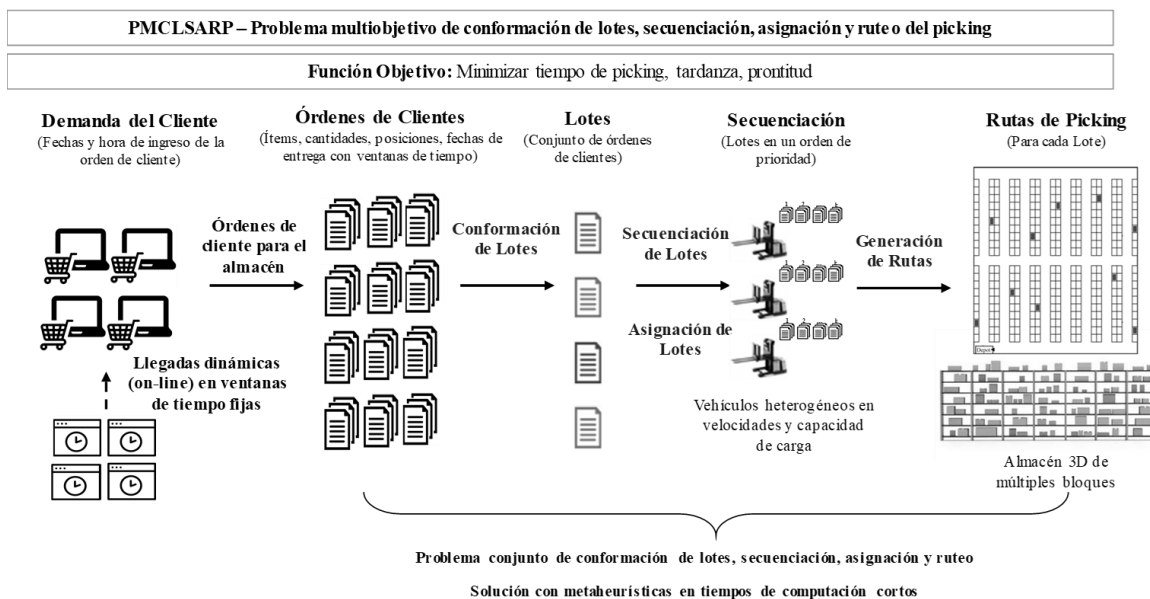 PMCLSARP – Problema multiobjetivo de conformación de lotes, secuenciación, asignación y ruteo del picking
Función Objetivo: Minimizar tiempo de picking, tardanza, prontitud
Demanda del Cliente
(Fechas y hora de ingreso de la
orden de cliente)
Órdenes de Clientes
(Ítems, cantidades, posiciones, fechas de
entrega con ventanas de tiempo)
Lotes
(Conjunto de órdenes
de clientes)
Secuenciación
(Lotes en un orden de
prioridad)
Rutas de Picking
(Para cada Lote)
Órdenes de
cliente para el
almacén
Conformación
de Lotes
Secuenciación
de Lotes
Asignación de
Lotes
Generación
de Rutas
Llegadas dinámicas
(on-line) en ventanas
de tiempo fijas
Vehículos heterogéneos en
velocidades y capacidad
de carga
Depot
Almacén 3D de
múltiples bloques
Problema conjunto de conformación de lotes, secuenciación, asignación y ruteo
Solución con metaheurísticas en tiempos de computación cortos